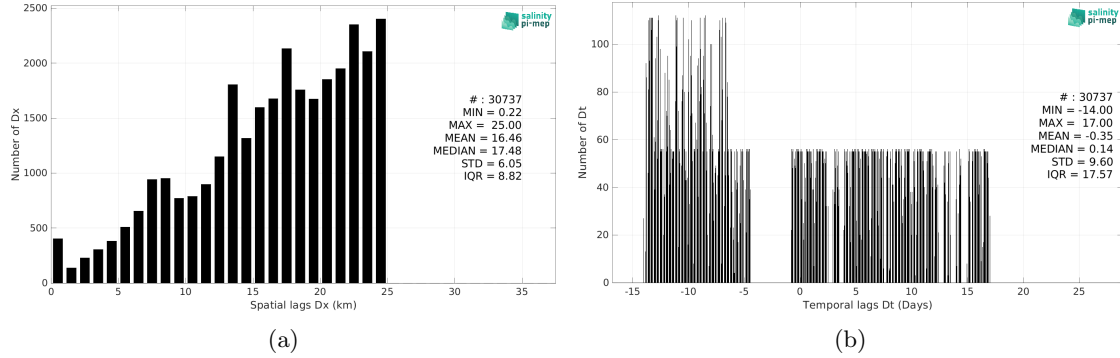 2500
2000
1500
1000
500
0
Number of Dx
0 5 10 15 20 25 30 35
Spatial lags Dx (km)
salinity
pi-mep
# : 30737
MIN = 0.22
MAX = 25.00
MEAN = 16.46
MEDIAN = 17.48
STD = 6.05
IQR = 8.82
(a)
100
80
60
40
20
0
Number of Dt
-15 -10 -5 0 5 10 15 20 25
Temporal lags Dt (Days)
salinity
pi-mep
# : 30737
MIN = -14.00
MAX = 17.00
MEAN = -0.35
MEDIAN = 0.14
STD = 9.60
IQR = 17.57
(b)